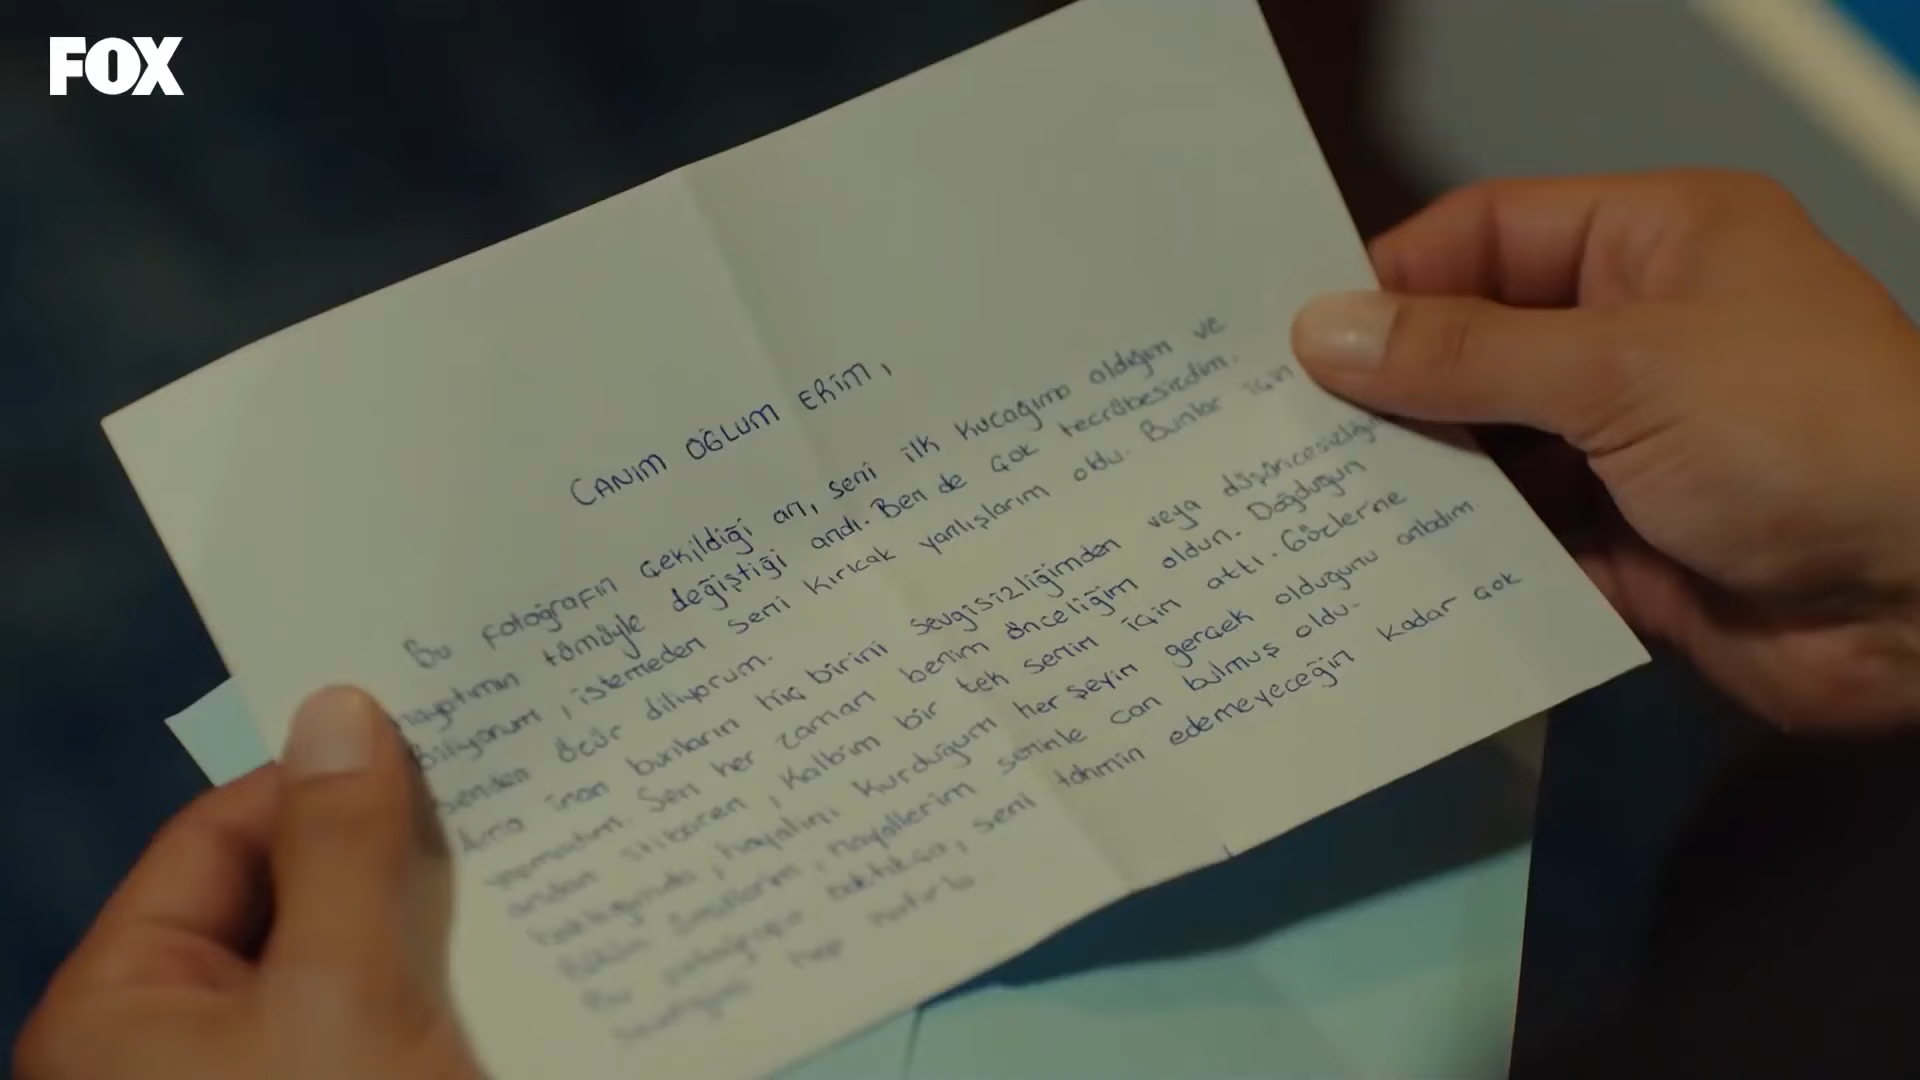 FOX
CANIM OĞLUM ERİM,
Bu fotoğrafın çekildiği an, seni ilk kucağıma aldığım ve
hayatımın tümüyle değiştiği andı. Ben de çok tecrübesizdim.
Biliyorum, istemeden seni kırıcak yanlışlarım oldu. Bunlar için
senden özür diliyorum.
Ama inan bunların hiç birini sevgisizliğimden veya düşüncesizliğim
yapmadım. Sen her zaman benim önceliğim oldun. Doğduğun
andan itibaren, kalbim bir tek senin için attı. Gözlerine
baktığımda, hayalini kurduğum her şeyin gerçek olduğunu anladım.
Bütün ümitlerim, hayallerim seninle can bulmuş oldu.
Bu fotoğrafa baktıkça, seni tahmin edemeyeceğin kadar çok
sevdiğimi hep hatırla.